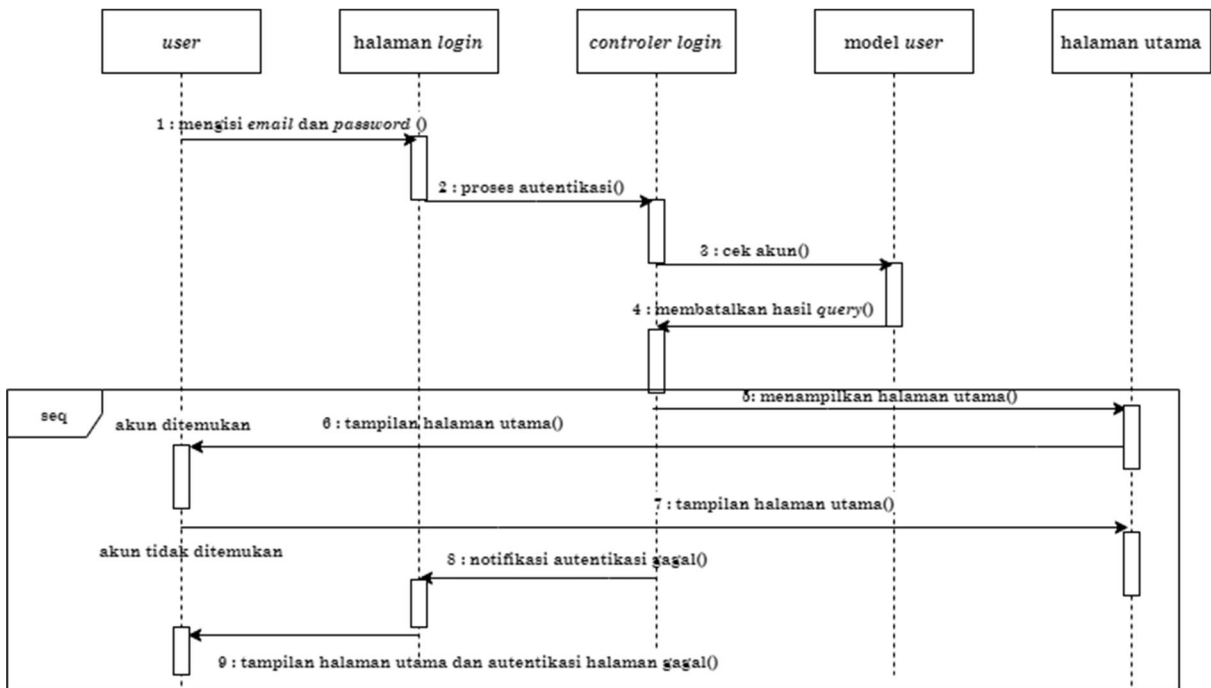 user
halaman login
controler login
model user
halaman utama
1 : mengisi email dan password ()
2 : proses autentikasi()
3 : cek akun()
4 : membatalkan hasil query()
seq
5: menampilkan halaman utama()
akun ditemukan
6 : tampilan halaman utama()
7 : tampilan halaman utama()
akun tidak ditemukan
8 : notifikasi autentikasi gagal()
9 : tampilan halaman utama dan autentikasi halaman gagal()